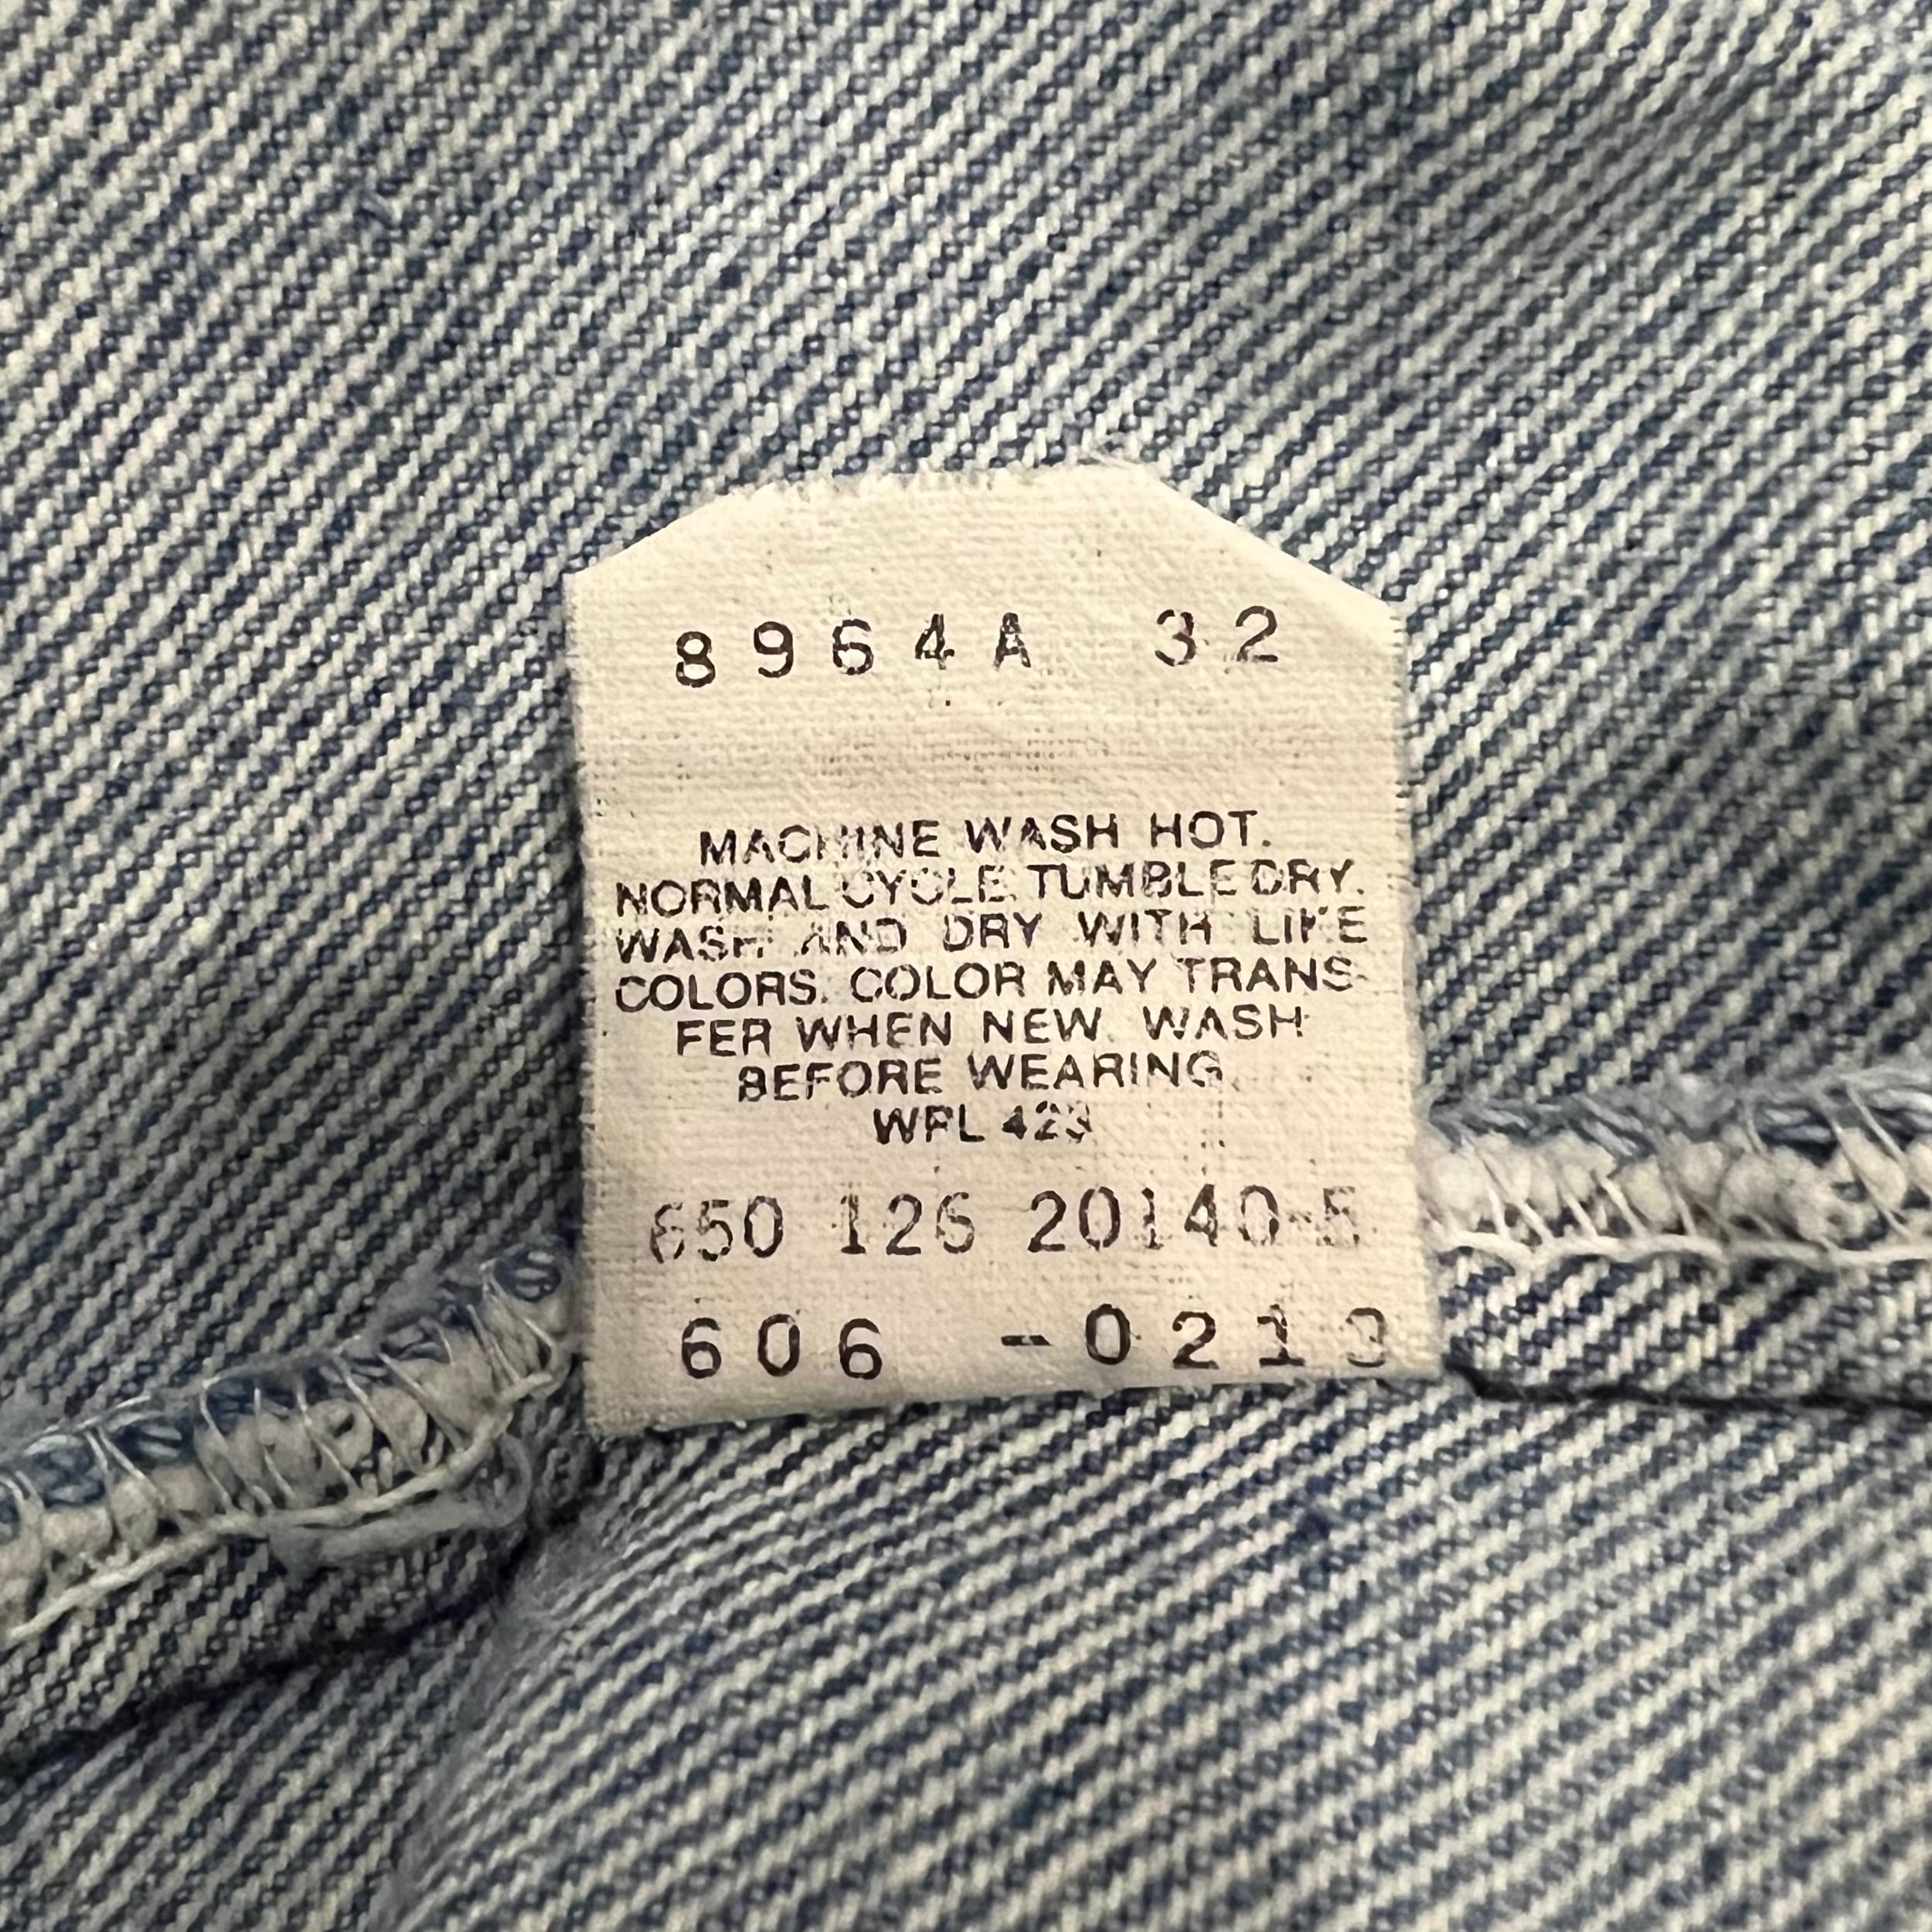 8964A 32
MACHINE WASH HOT.
NORMAL CYCLE. TUMBLE DRY.
WASH AND DRY WITH LIKE
COLORS. COLOR MAY TRANS-
FER WHEN NEW. WASH
BEFORE WEARING.
WPL 423
650 126 20140-5
606 -0213